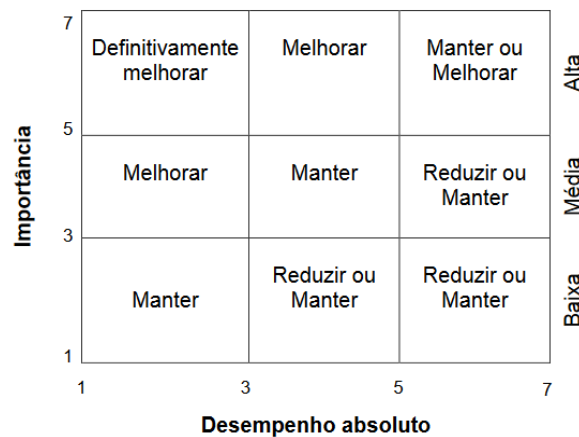 7
Definitivamente
melhorar
Melhorar
Manter ou
Melhorar
Alta
5
Importância
Melhorar
Manter
Reduzir ou
Manter
Média
3
Manter
Reduzir ou
Manter
Reduzir ou
Manter
Baixa
1
1
3
5
7
Desempenho absoluto